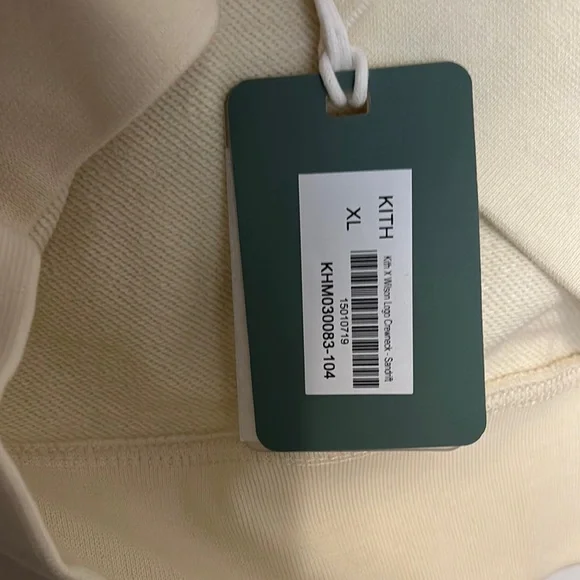 KITH
Kith X Wilson Logo Crewneck - Sandrift
XL
15010719
KHM030083-104